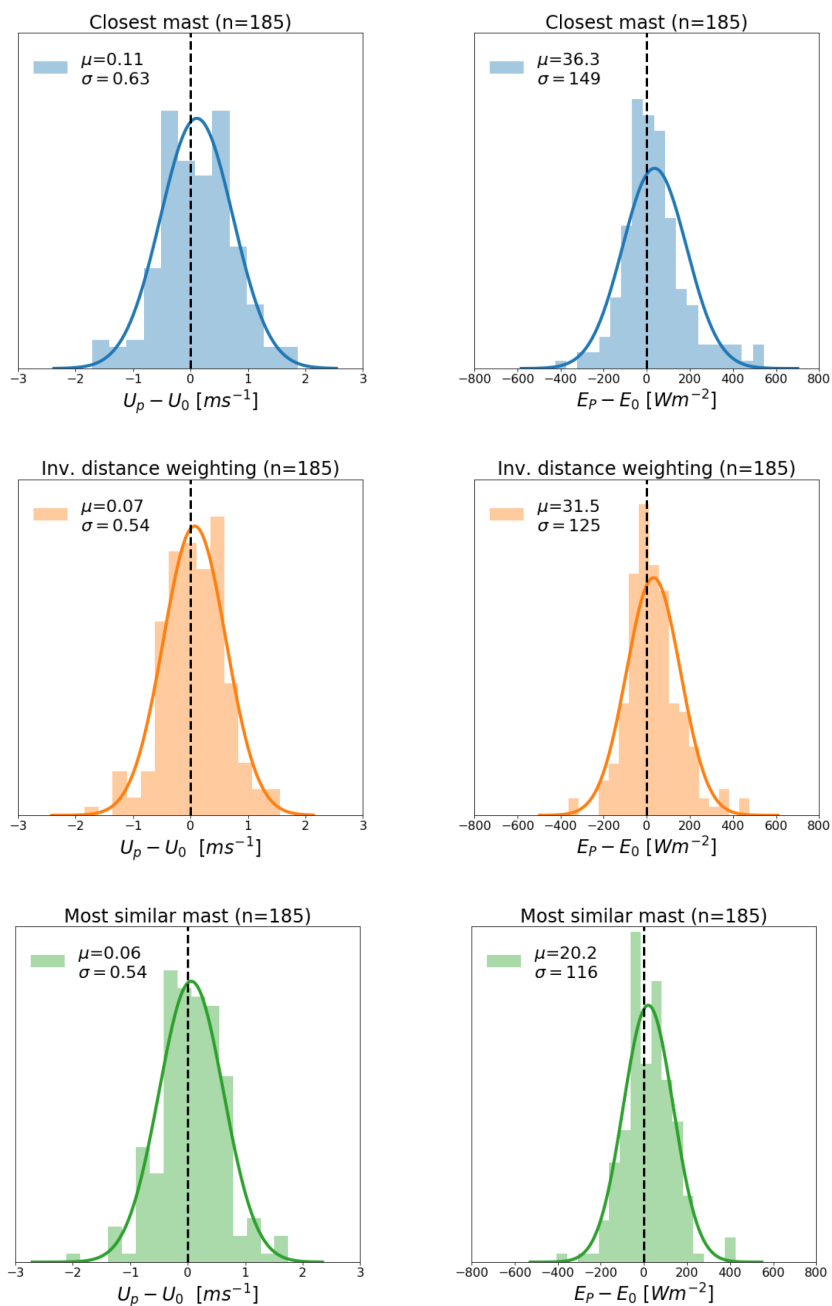 Closest mast (n=185)
μ=0.11
σ = 0.63
−3 −2 −1 0 1 2 3
U_p − U_0 [ms^{−1}]
Closest mast (n=185)
μ=36.3
σ = 149
−800 −600 −400 −200 0 200 400 600 800
E_P − E_0 [Wm^{−2}]
Inv. distance weighting (n=185)
μ=0.07
σ = 0.54
−3 −2 −1 0 1 2 3
U_p − U_0 [ms^{−1}]
Inv. distance weighting (n=185)
μ=31.5
σ = 125
−800 −600 −400 −200 0 200 400 600 800
E_P − E_0 [Wm^{−2}]
Most similar mast (n=185)
μ=0.06
σ = 0.54
−3 −2 −1 0 1 2 3
U_p − U_0 [ms^{−1}]
Most similar mast (n=185)
μ=20.2
σ = 116
−800 −600 −400 −200 0 200 400 600 800
E_P − E_0 [Wm^{−2}]